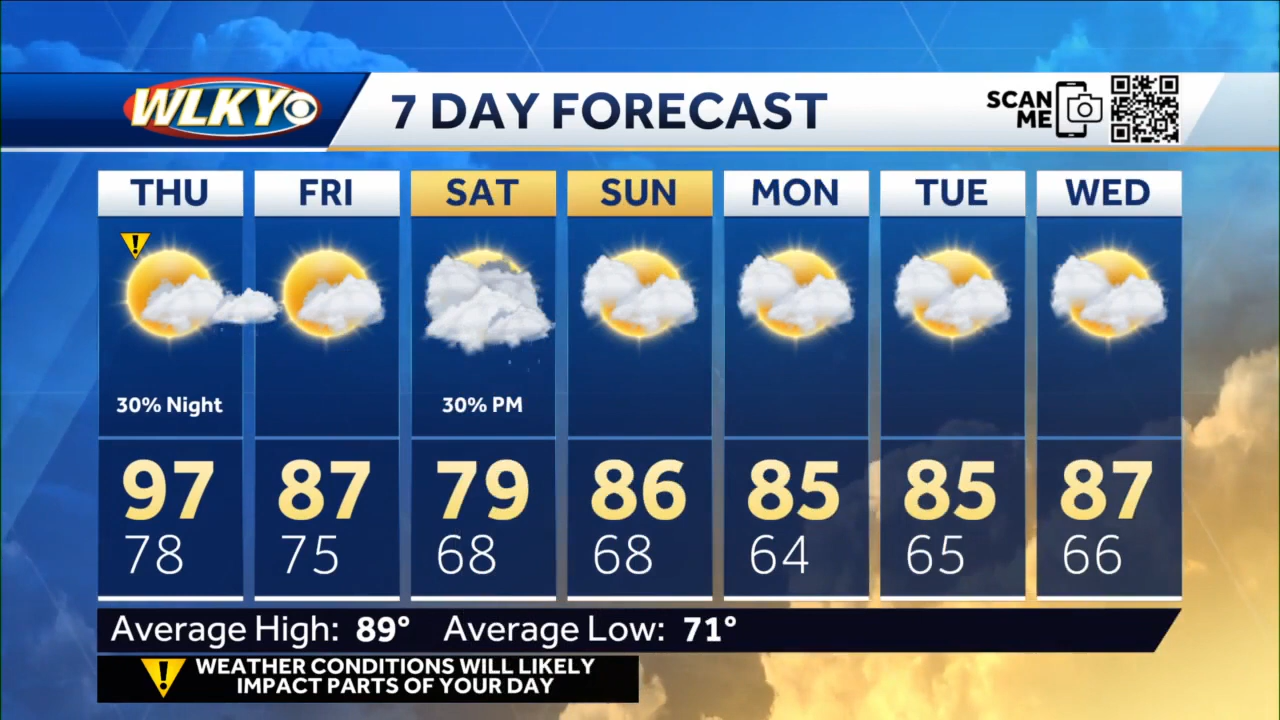 WLKY
7 DAY FORECAST
SCAN
ME
THU FRI SAT SUN MON TUE WED
!
30% Night 30% PM
97 87 79 86 85 85 87
78 75 68 68 64 65 66
Average High: 89° Average Low: 71°
! WEATHER CONDITIONS WILL LIKELY
IMPACT PARTS OF YOUR DAY